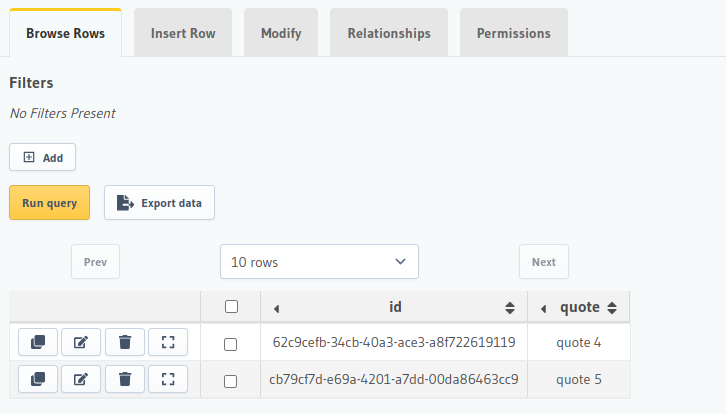 Browse Rows Insert Row Modify Relationships Permissions
Filters
No Filters Present
Add
Run query Export data
Prev 10 rows Next
id quote
62c9cefb-34cb-40a3-ace3-a8f722619119 quote 4
cb79cf7d-e69a-4201-a7dd-00da86463cc9 quote 5